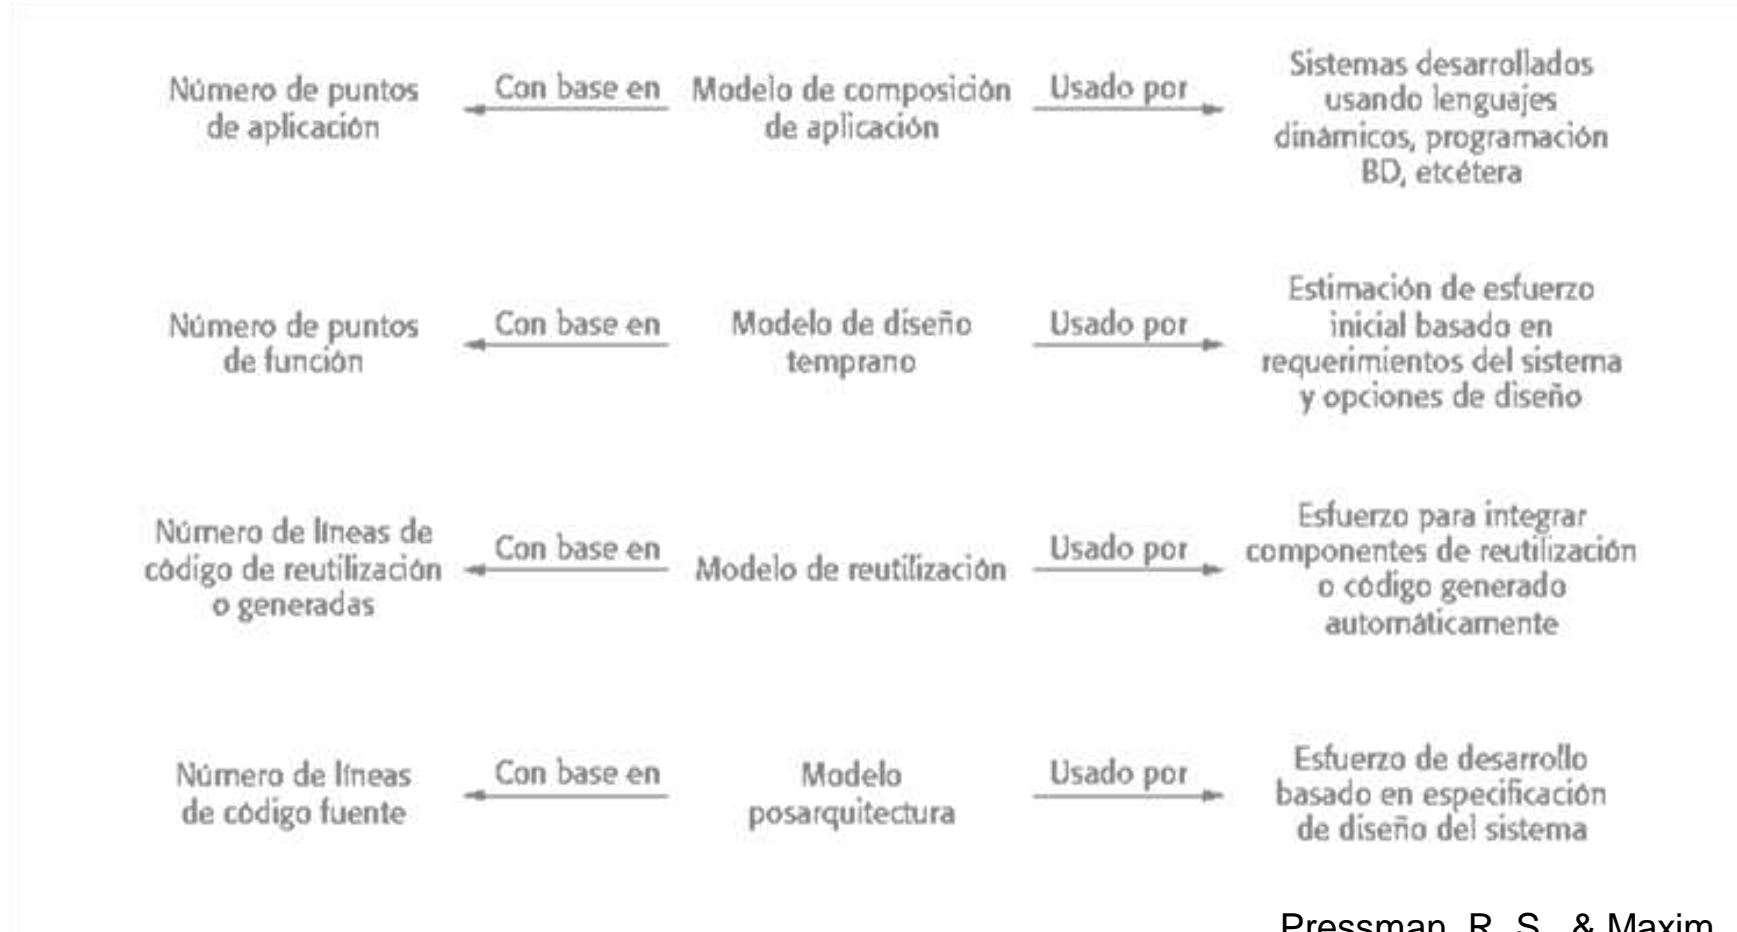 Número de puntos
de aplicación
Con base en
Modelo de composición
de aplicación
Usado por
Sistemas desarrollados
usando lenguajes
dinámicos, programación
BD, etcétera
Número de puntos
de función
Con base en
Modelo de diseño
temprano
Usado por
Estimación de esfuerzo
inicial basado en
requerimientos del sistema
y opciones de diseño
Número de líneas de
código de reutilización
o generadas
Con base en
Modelo de reutilización
Usado por
Esfuerzo para integrar
componentes de reutilización
o código generado
automáticamente
Número de líneas
de código fuente
Con base en
Modelo
posarquitectura
Usado por
Esfuerzo de desarrollo
basado en especificación
de diseño del sistema
Pressman, R. S., & Maxim